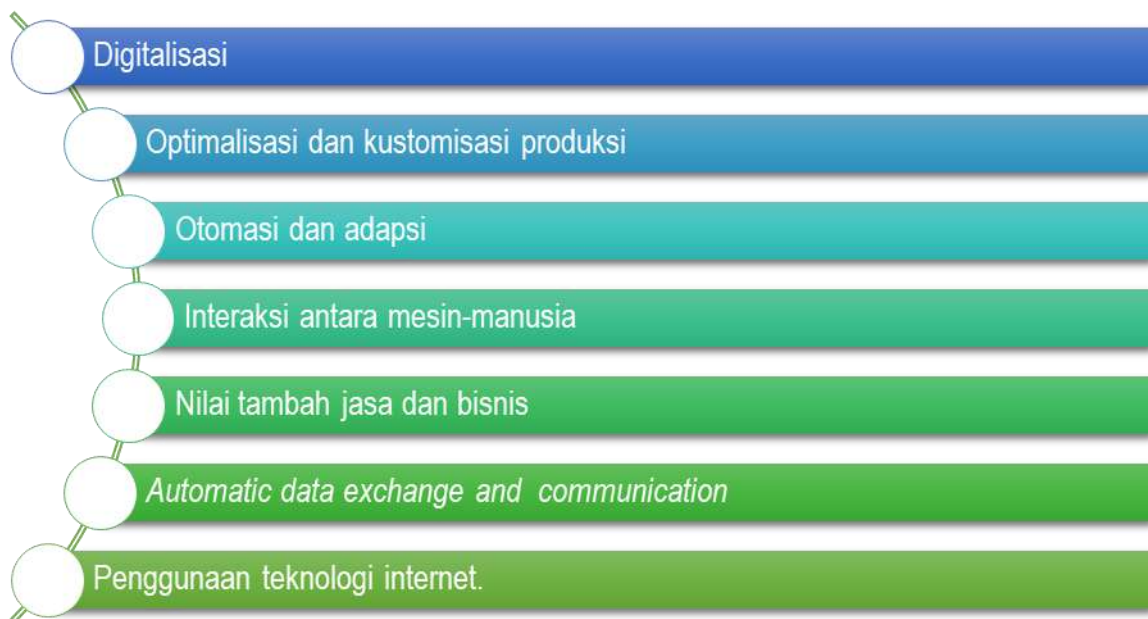 Digitalisasi
Optimalisasi dan kustomisasi produksi
Otomasi dan adapsi
Interaksi antara mesin-manusia
Nilai tambah jasa dan bisnis
Automatic data exchange and communication
Penggunaan teknologi internet.